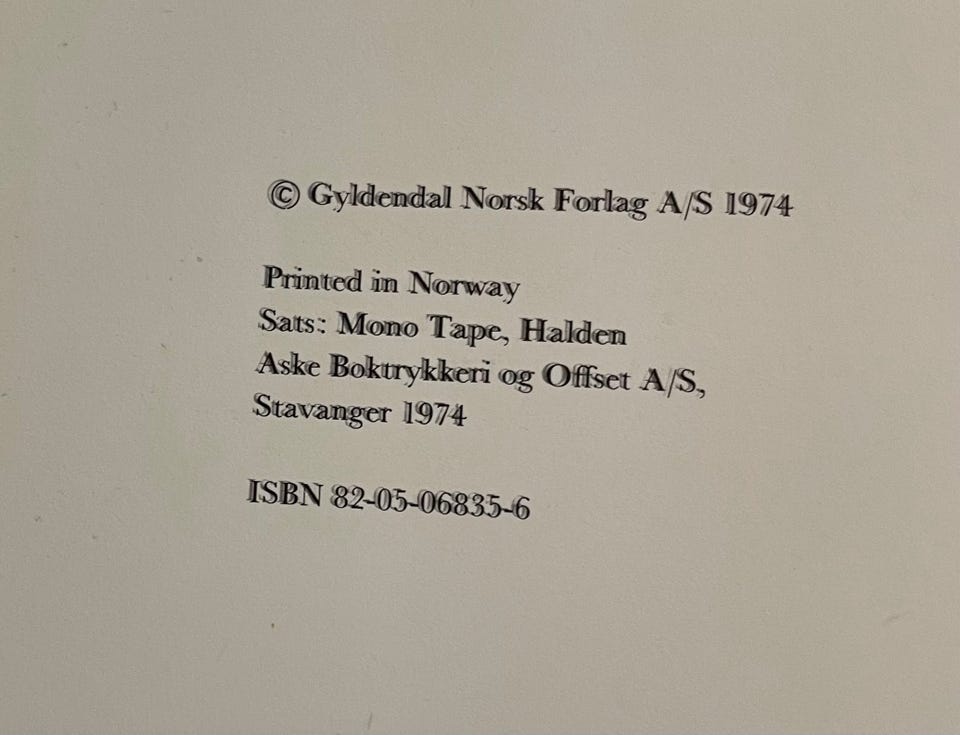 © Gyldendal Norsk Forlag A/S 1974
Printed in Norway
Sats: Mono Tape, Halden
Aske Boktrykkeri og Offset A/S,
Stavanger 1974
ISBN 82-05-06835-6